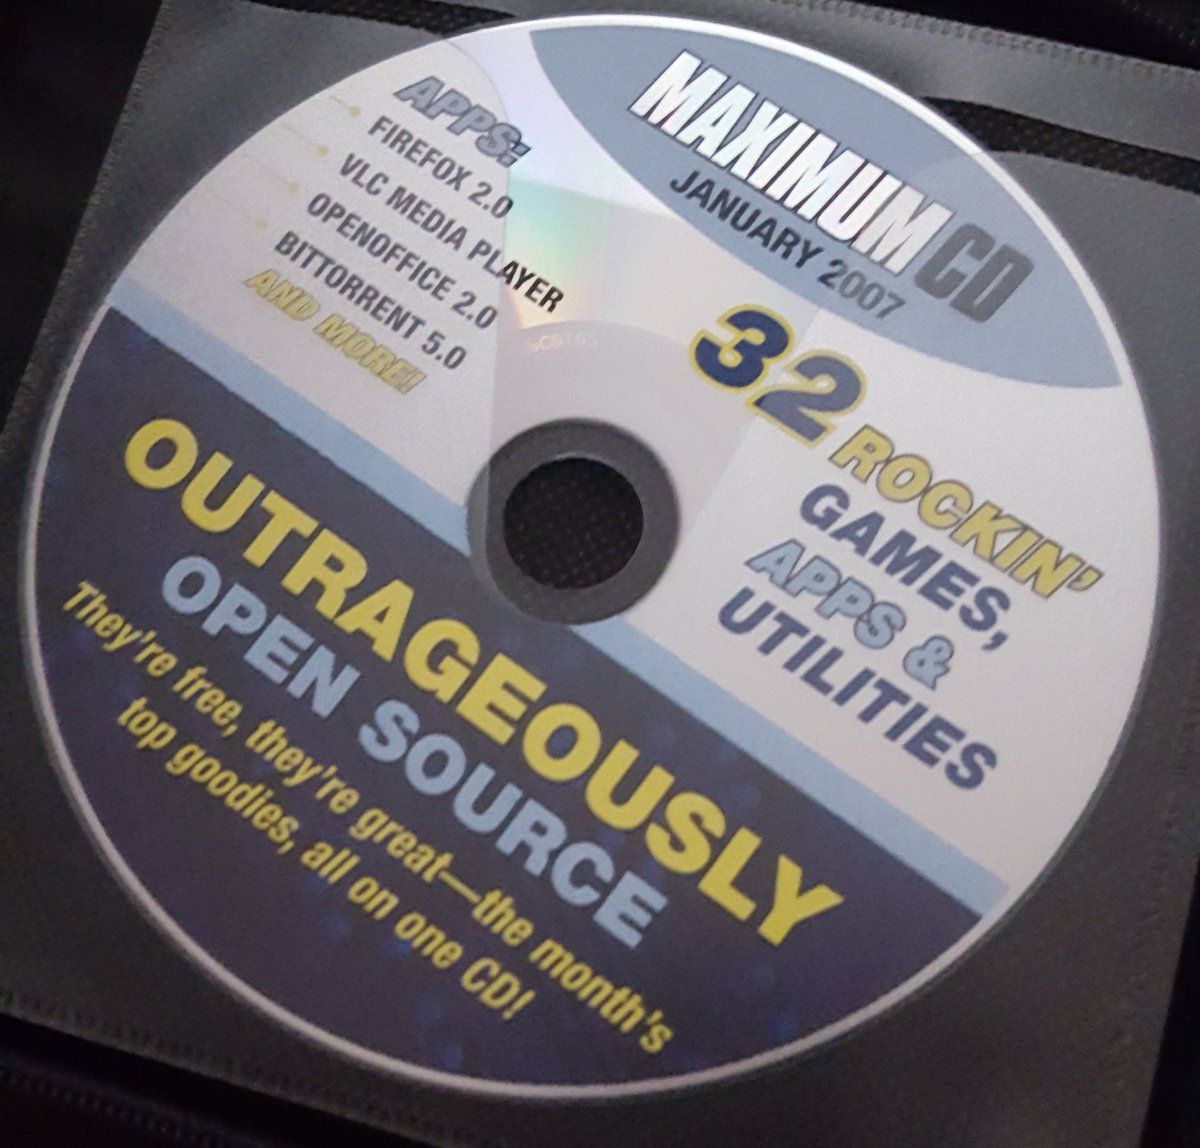 MAXIMUMCD
JANUARY 2007
APPS:
FIREFOX 2.0
VLC MEDIA PLAYER
OPENOFFICE 2.0
BITTORRENT 5.0
AND MORE!
32 ROCKIN'
GAMES,
APPS &
UTILITIES
OUTRAGEOUSLY
OPEN SOURCE
They're free, they're great—the month's
top goodies, all on one CD!